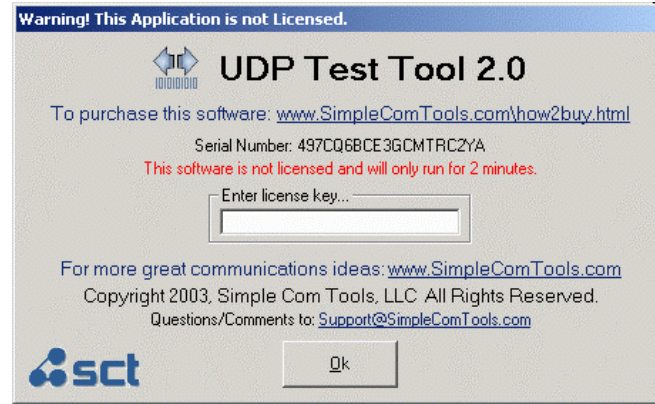 Warning! This Application is not Licensed.
UDP Test Tool 2.0
To purchase this software: www.SimpleComTools.com\how2buy.html
Serial Number: 497CQ6BCE3GCMTRC2YA
This software is not licensed and will only run for 2 minutes.
Enter license key...
For more great communications ideas: www.SimpleComTools.com
Copyright 2003, Simple Com Tools, LLC All Rights Reserved.
Questions/Comments to: Support@SimpleComTools.com
sct
Ok